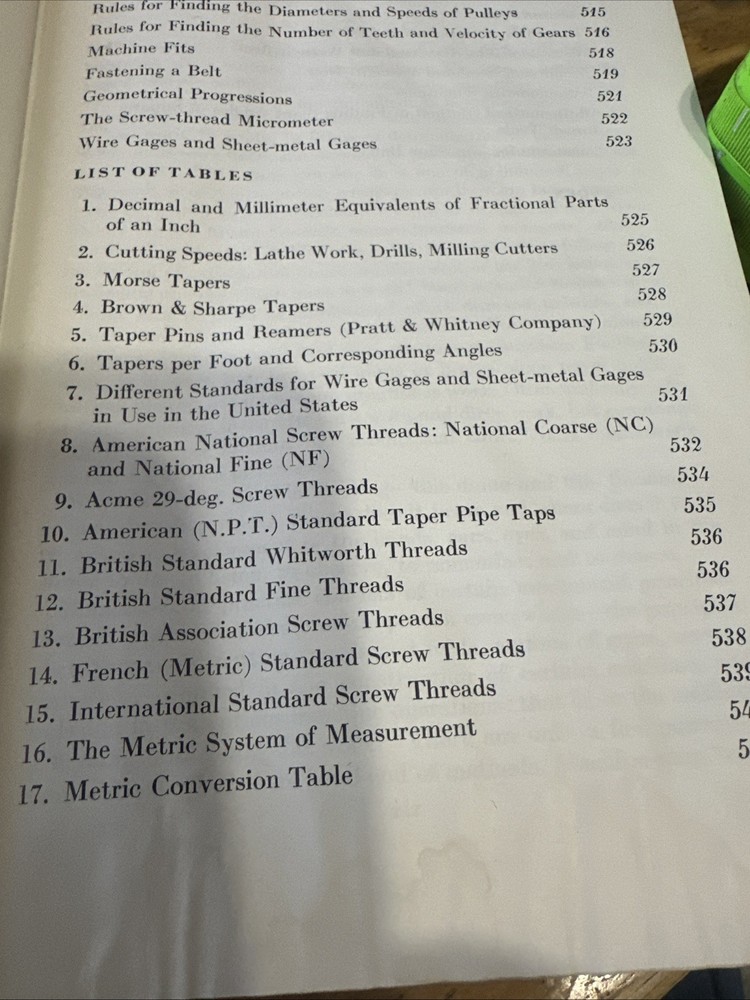 Rules for Finding the Diameters and Speeds of Pulleys 515
Rules for Finding the Number of Teeth and Velocity of Gears 516
Machine Fits 518
Fastening a Belt 519
Geometrical Progressions 521
The Screw-thread Micrometer 522
Wire Gages and Sheet-metal Gages 523
LIST OF TABLES
1. Decimal and Millimeter Equivalents of Fractional Parts
of an Inch 525
2. Cutting Speeds: Lathe Work, Drills, Milling Cutters 526
3. Morse Tapers 527
4. Brown & Sharpe Tapers 528
5. Taper Pins and Reamers (Pratt & Whitney Company) 529
6. Tapers per Foot and Corresponding Angles 530
7. Different Standards for Wire Gages and Sheet-metal Gages
in Use in the United States 531
8. American National Screw Threads: National Coarse (NC)
and National Fine (NF) 532
9. Acme 29-deg. Screw Threads 534
10. American (N.P.T.) Standard Taper Pipe Taps 535
11. British Standard Whitworth Threads 536
12. British Standard Fine Threads 536
13. British Association Screw Threads 537
14. French (Metric) Standard Screw Threads 538
15. International Standard Screw Threads 539
16. The Metric System of Measurement 54
17. Metric Conversion Table 5